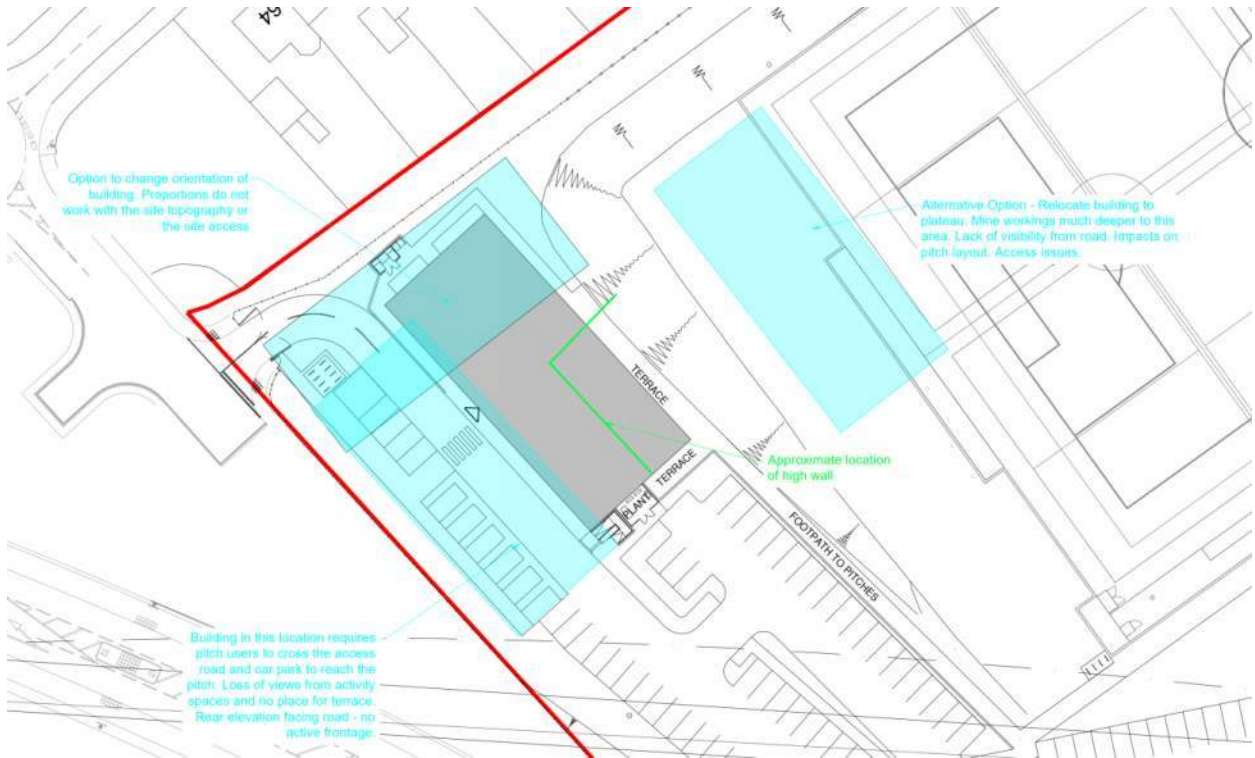 64
Option to change orientation of
building. Proportions do not
work with the site topography or
the site access
Alternative Option - Relocate building to
plateau. Mine workings much deeper to this
area. Lack of visibility from road. Impacts on
pitch layout. Access issues.
TERRACE
TERRACE
PLANT
Approximate location
of high wall
FOOTPATH TO PITCHES
Building in this location requires
pitch users to cross the access
road and car park to reach the
pitch. Loss of views from activity
spaces and no place for terrace.
Rear elevation facing road - no
active frontage.